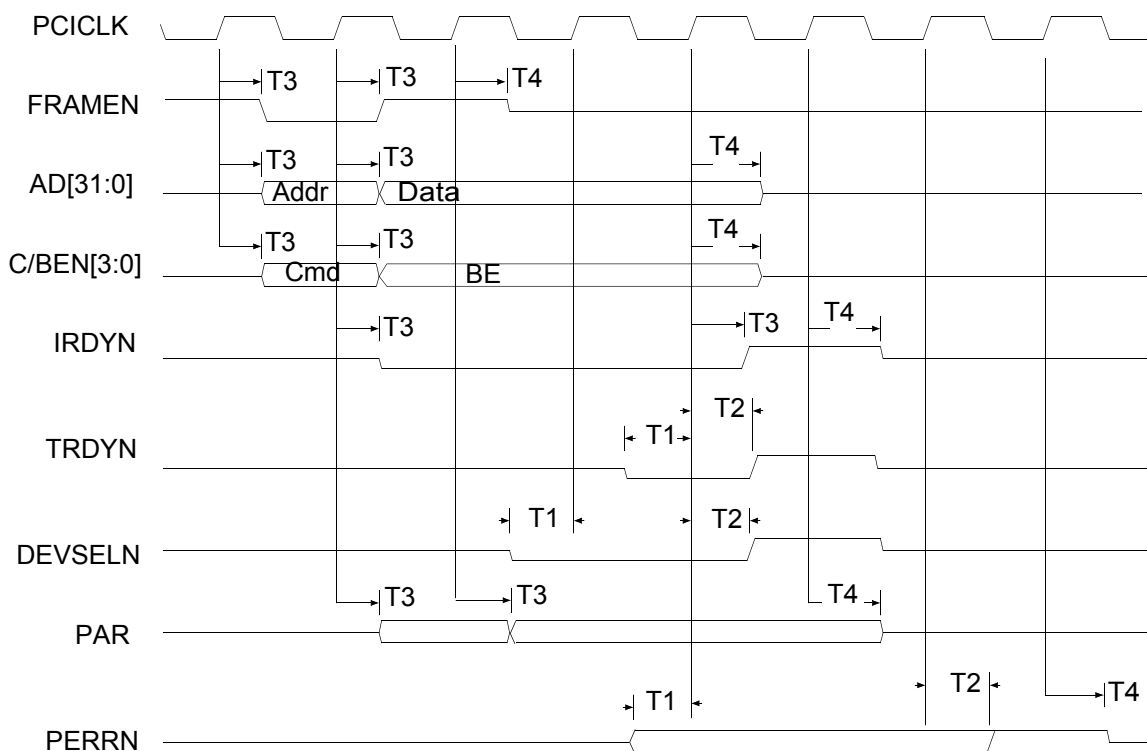 PCICLK
T3 T3 T4
FRAMEN
T3 T3 T4
AD[31:0]
Addr Data
T3 T3 T4
C/BEN[3:0]
Cmd BE
T3 T3 T4
IRDYN
T2
T1
TRDYN
T1 T2
DEVSELN
T3 T3 T4
PAR
T1 T2 T4
PERRN